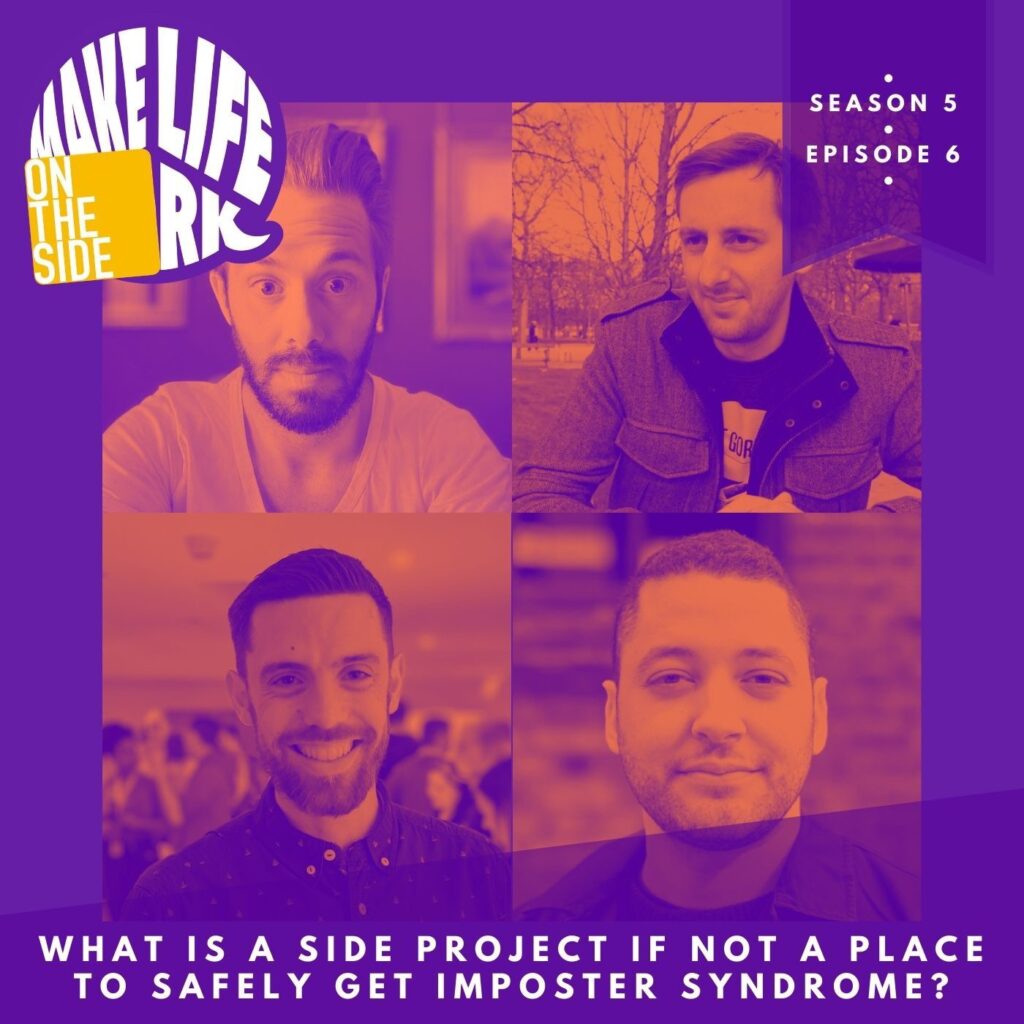 MAKE LIFE
ON
THE
SIDE
RK
SEASON 5
EPISODE 6
GOR
WHAT IS A SIDE PROJECT IF NOT A PLACE
TO SAFELY GET IMPOSTER SYNDROME?